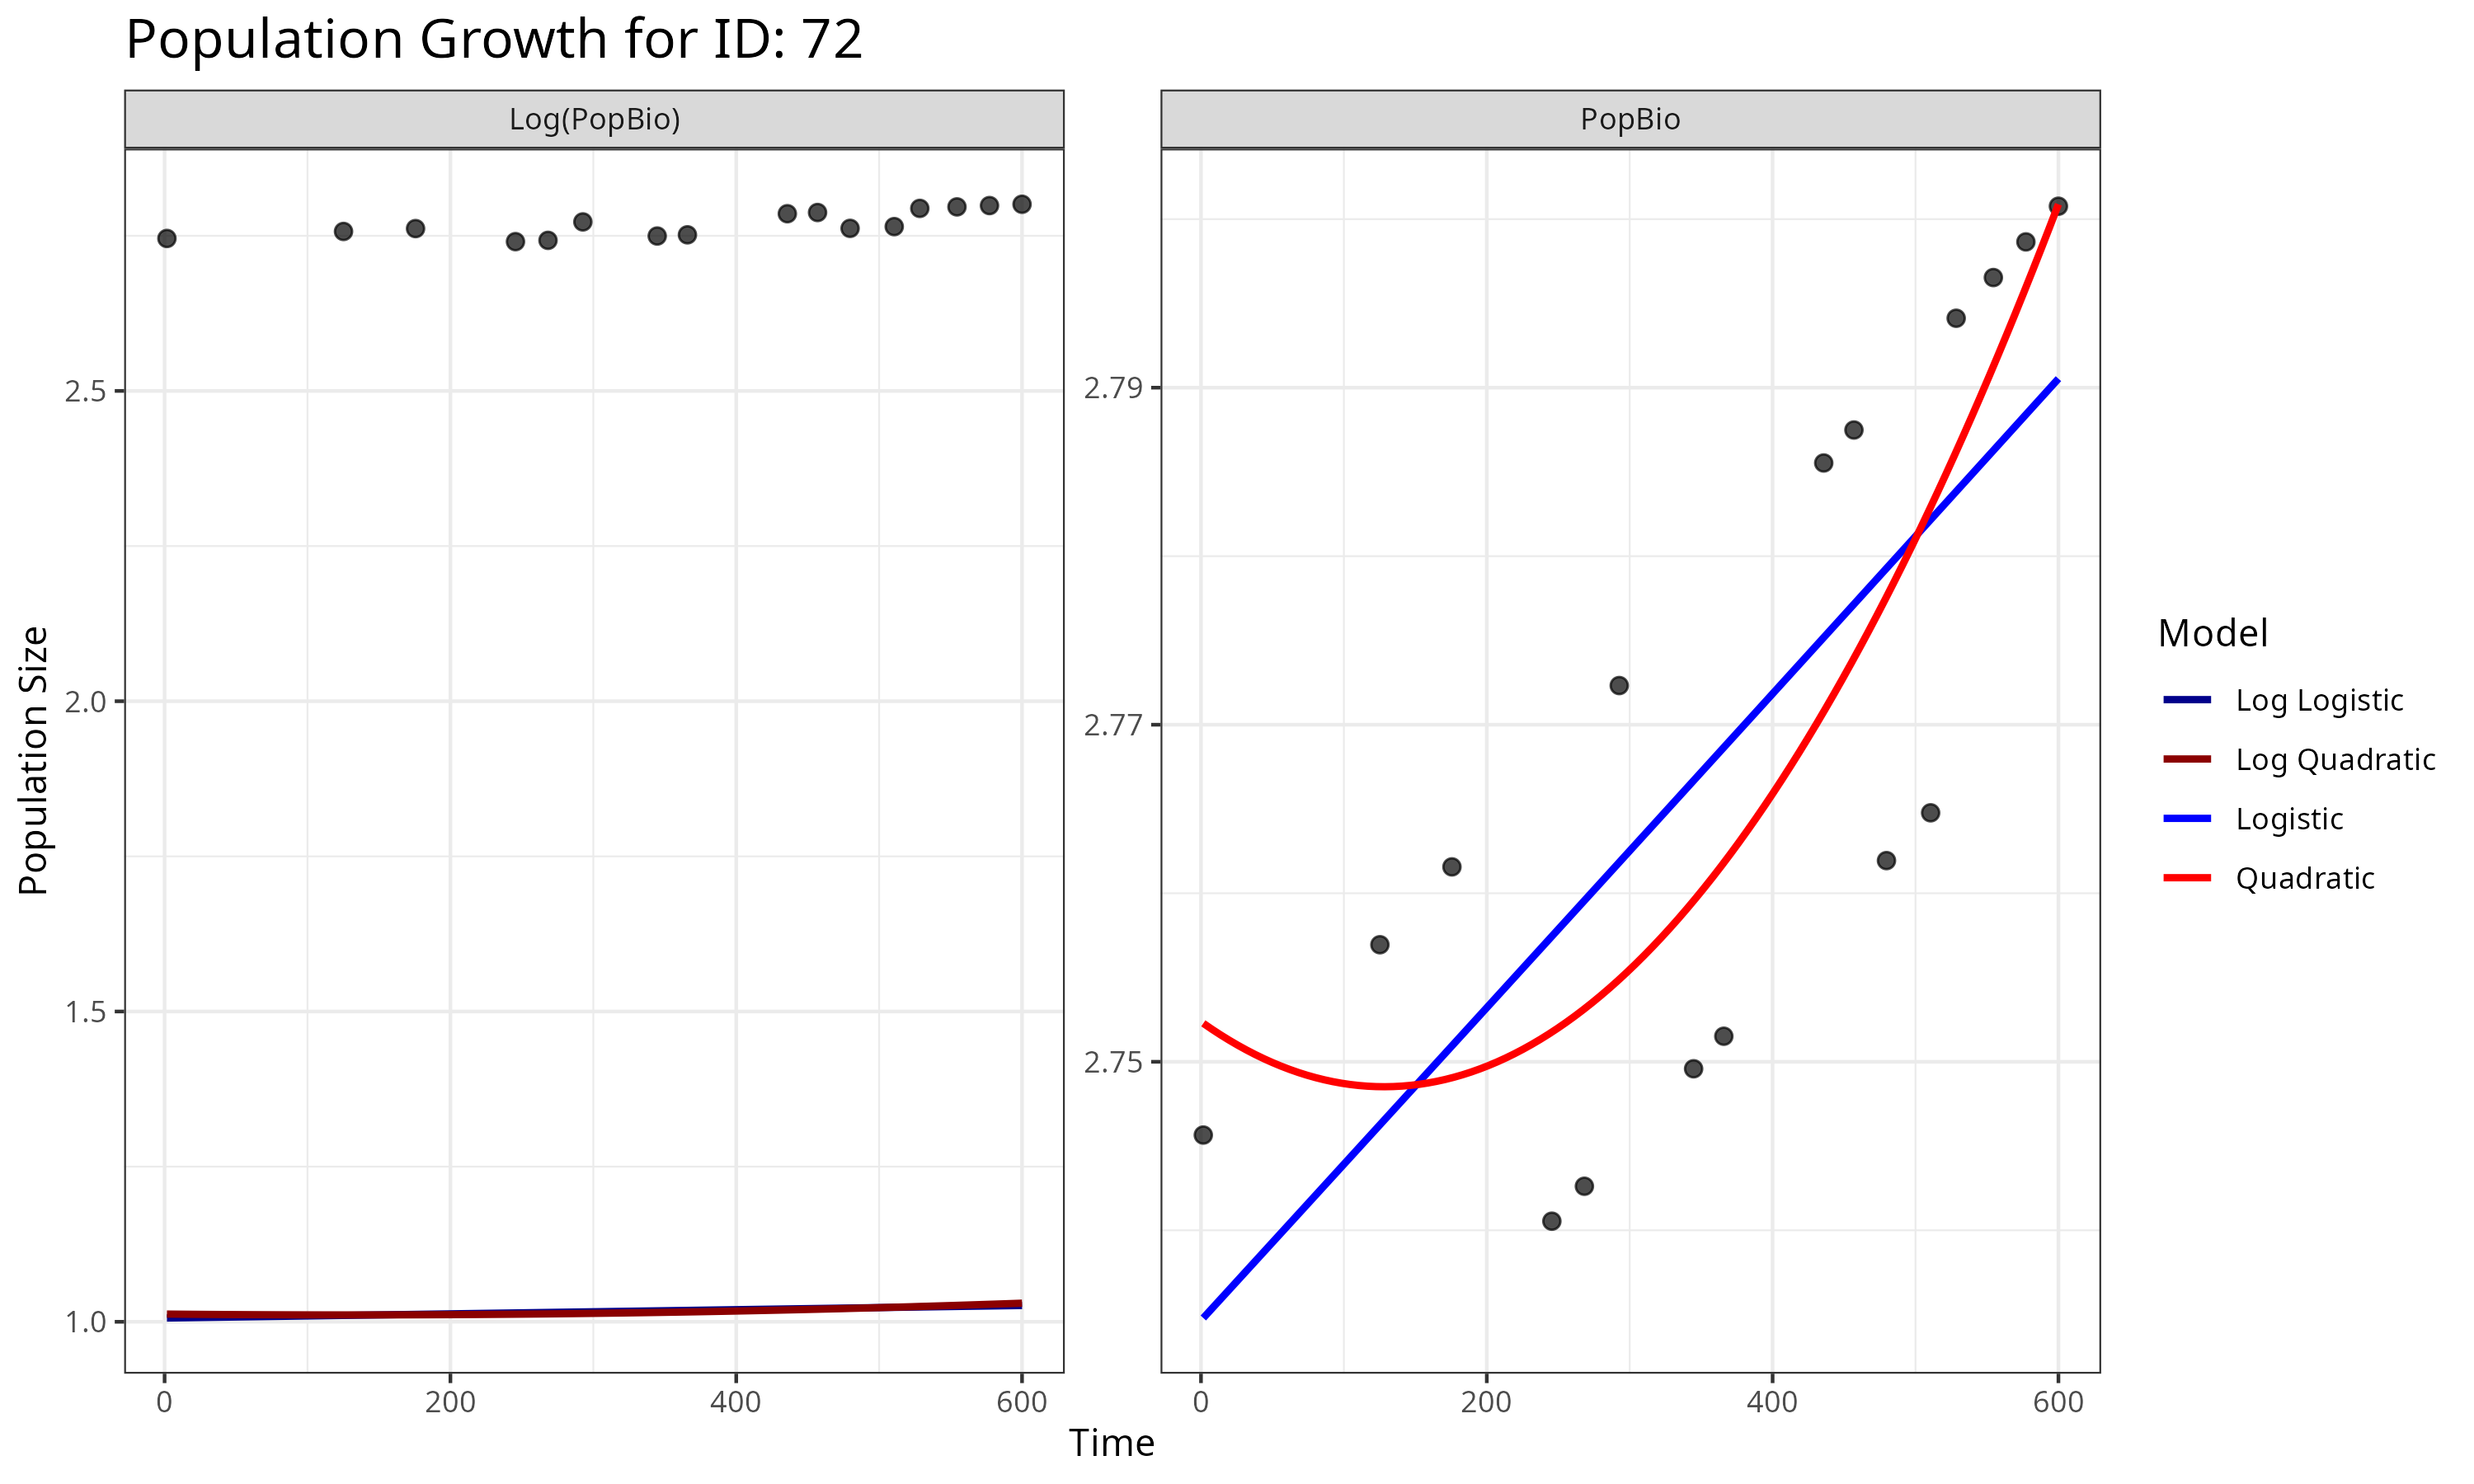 Population Growth for ID: 72
Log(PopBio)
PopBio
Population Size
2.5
2.0
1.5
1.0
2.79
2.77
2.75
0 200 400 600
0 200 400 600
Time
Model
Log Logistic
Log Quadratic
Logistic
Quadratic